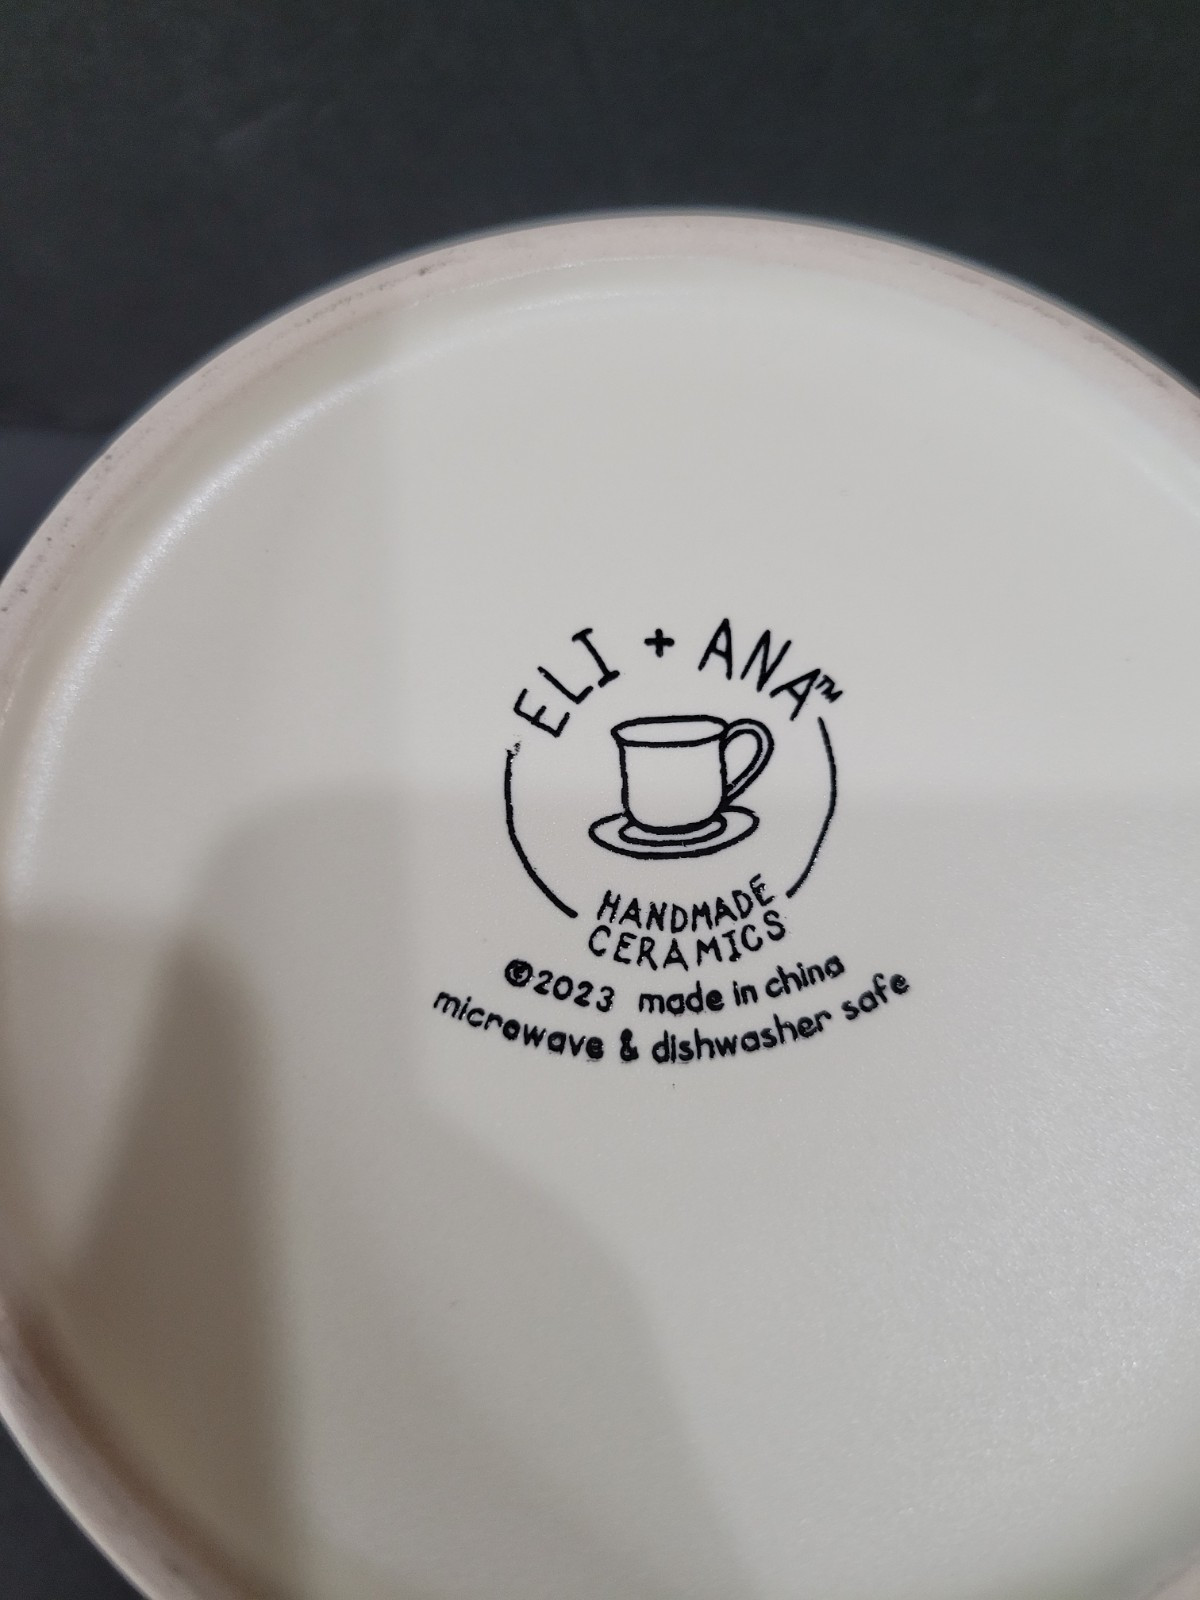 ELI + ANA™
HANDMADE
CERAMICS
©2023 made in china
microwave & dishwasher safe